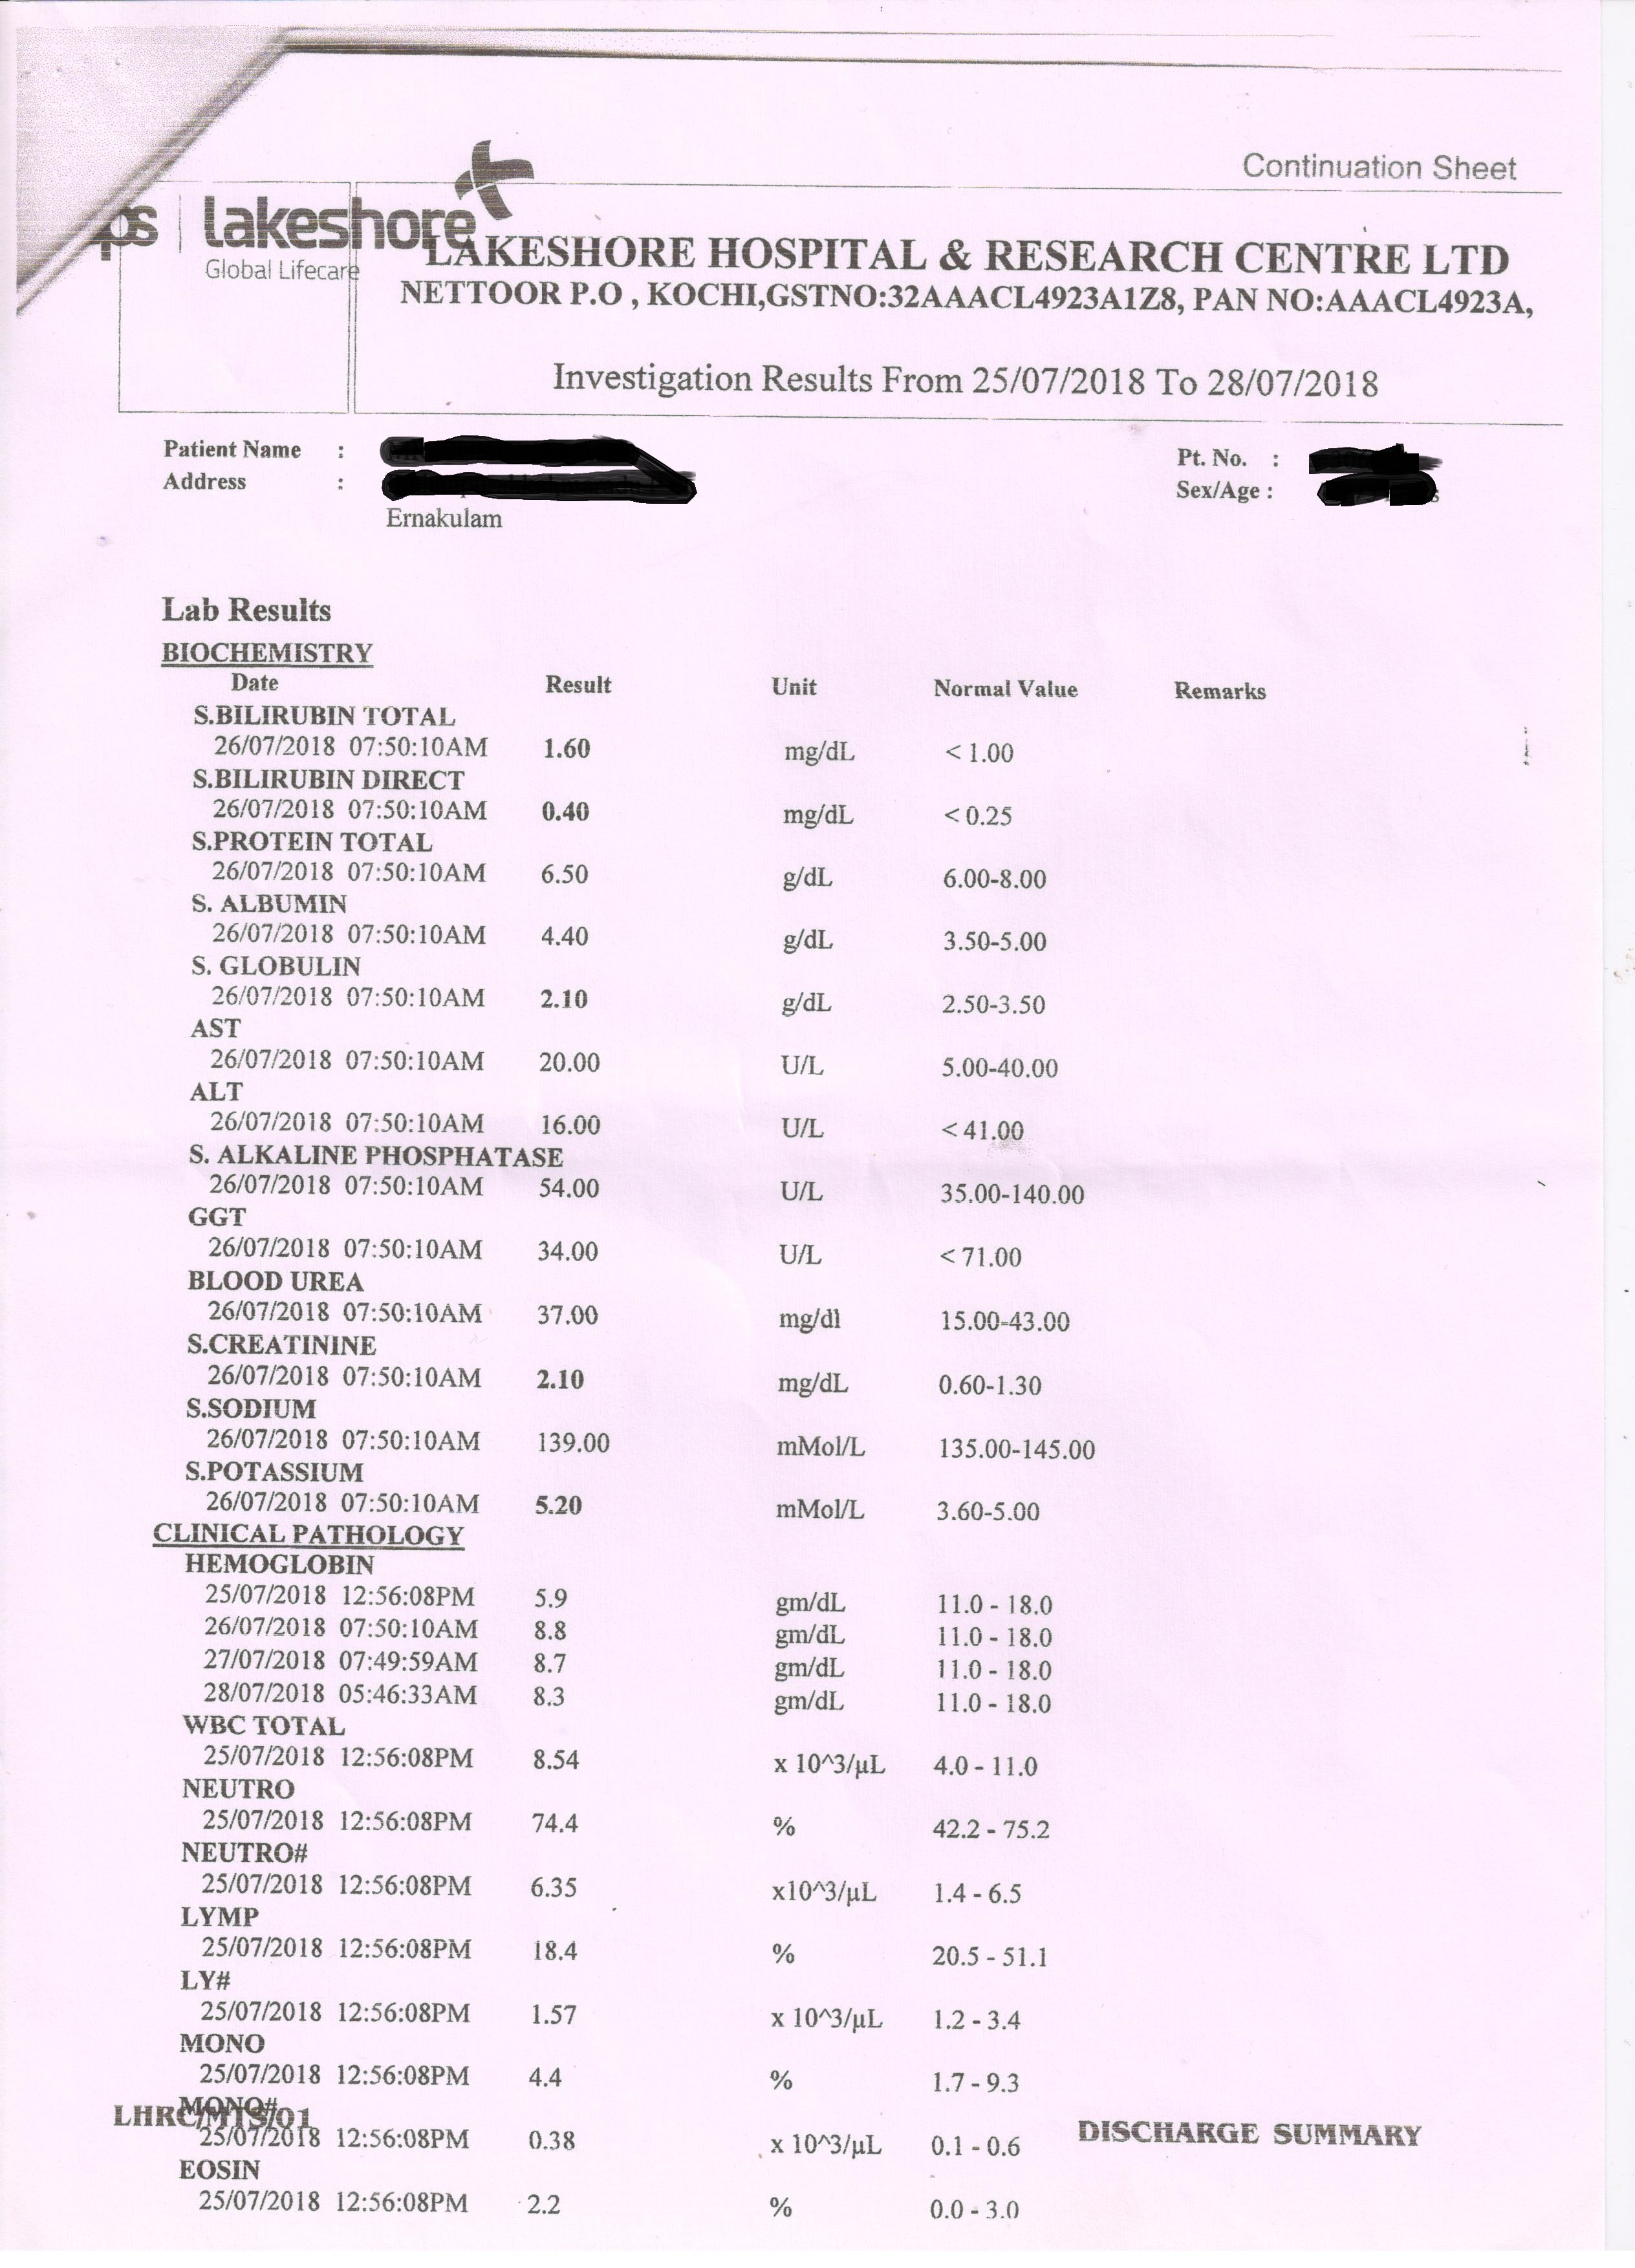 Continuation Sheet
ps | lakeshore
Global Lifecare
LAKESHORE HOSPITAL & RESEARCH CENTRE LTD
NETTOOR P.O , KOCHI,GSTNO:32AAACL4923A1Z8, PAN NO:AAACL4923A,
Investigation Results From 25/07/2018 To 28/07/2018
Patient Name :
Pt. No. :
Address :
Sex/Age :
Ernakulam
Lab Results
BIOCHEMISTRY
Date Result Unit Normal Value Remarks
S.BILIRUBIN TOTAL
26/07/2018 07:50:10AM 1.60 mg/dL < 1.00
S.BILIRUBIN DIRECT
26/07/2018 07:50:10AM 0.40 mg/dL < 0.25
S.PROTEIN TOTAL
26/07/2018 07:50:10AM 6.50 g/dL 6.00-8.00
S. ALBUMIN
26/07/2018 07:50:10AM 4.40 g/dL 3.50-5.00
S. GLOBULIN
26/07/2018 07:50:10AM 2.10 g/dL 2.50-3.50
AST
26/07/2018 07:50:10AM 20.00 U/L 5.00-40.00
ALT
26/07/2018 07:50:10AM 16.00 U/L < 41.00
S. ALKALINE PHOSPHATASE
26/07/2018 07:50:10AM 54.00 U/L 35.00-140.00
GGT
26/07/2018 07:50:10AM 34.00 U/L < 71.00
BLOOD UREA
26/07/2018 07:50:10AM 37.00 mg/dl 15.00-43.00
S.CREATININE
26/07/2018 07:50:10AM 2.10 mg/dL 0.60-1.30
S.SODIUM
26/07/2018 07:50:10AM 139.00 mMol/L 135.00-145.00
S.POTASSIUM
26/07/2018 07:50:10AM 5.20 mMol/L 3.60-5.00
CLINICAL PATHOLOGY
HEMOGLOBIN
25/07/2018 12:56:08PM 5.9 gm/dL 11.0 - 18.0
26/07/2018 07:50:10AM 8.8 gm/dL 11.0 - 18.0
27/07/2018 07:49:59AM 8.7 gm/dL 11.0 - 18.0
28/07/2018 05:46:33AM 8.3 gm/dL 11.0 - 18.0
WBC TOTAL
25/07/2018 12:56:08PM 8.54 x 10^3/µL 4.0 - 11.0
NEUTRO
25/07/2018 12:56:08PM 74.4 % 42.2 - 75.2
NEUTRO#
25/07/2018 12:56:08PM 6.35 x10^3/µL 1.4 - 6.5
LYMP
25/07/2018 12:56:08PM 18.4 % 20.5 - 51.1
LY#
25/07/2018 12:56:08PM 1.57 x 10^3/µL 1.2 - 3.4
MONO
25/07/2018 12:56:08PM 4.4 % 1.7 - 9.3
MONO#
LHRC/MTS/01
25/07/2018 12:56:08PM 0.38 x 10^3/µL 0.1 - 0.6
DISCHARGE SUMMARY
EOSIN
25/07/2018 12:56:08PM 2.2 % 0.0 - 3.0